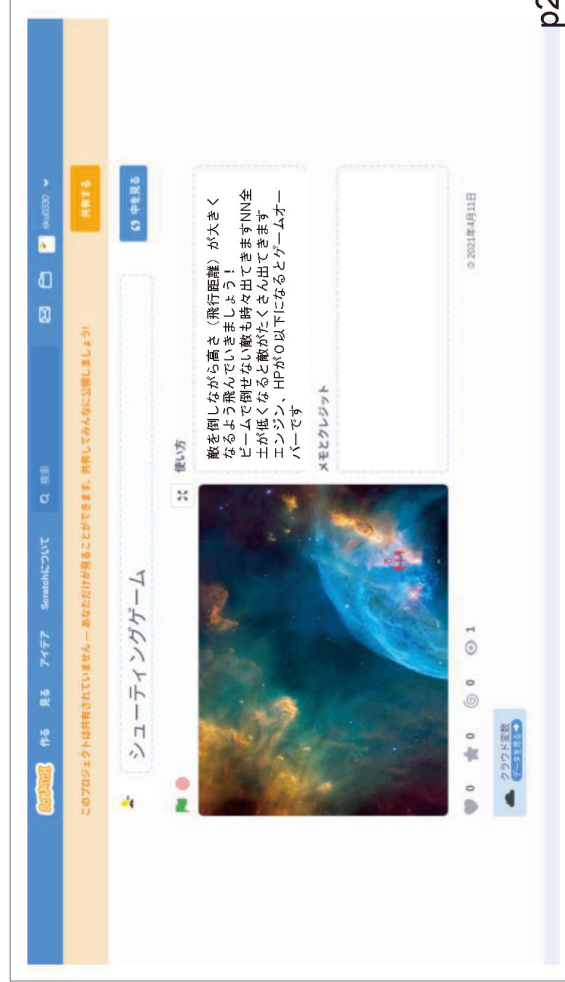 SCRATCH 作る 見る アイデア Scratchについて 検索 eku0330
このプロジェクトは共有されていません — あなただけが見ることができます。共有してみんなに公開しましょう! 共有する
シューティングゲーム 中を見る
使い方
敵を倒しながら高さ（飛行距離）が大きく
なるよう飛んでいきましょう！
ビームで倒せない敵も時々出てきますNN全
土が低くなると敵がたくさん出てきます
エンジン、HPが０以下になるとゲームオー
バーです
メモとクレジット
0 0 0 1
© 2021年4月11日
クラウド変数
データを見る
p2